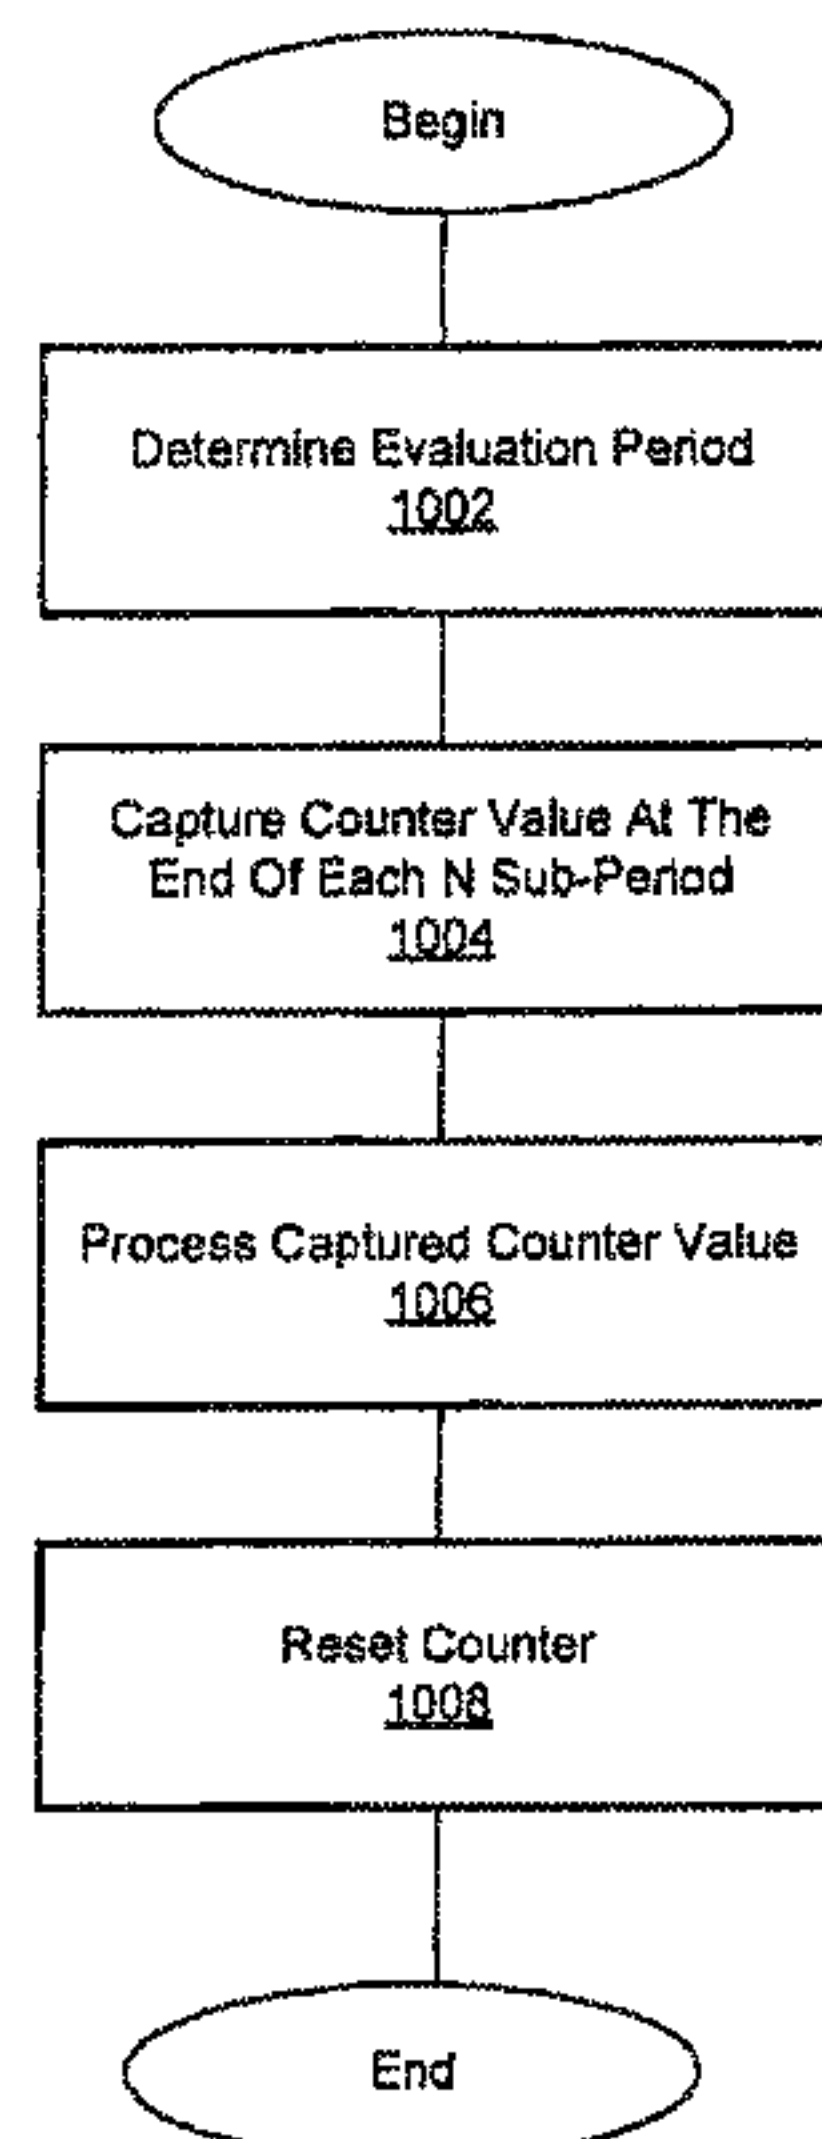 Begin
Determine Evaluation Period
1002
Capture Counter Value At The
End Of Each N Sub-Period
1004
Process Captured Counter Value
1006
Reset Counter
1008
End